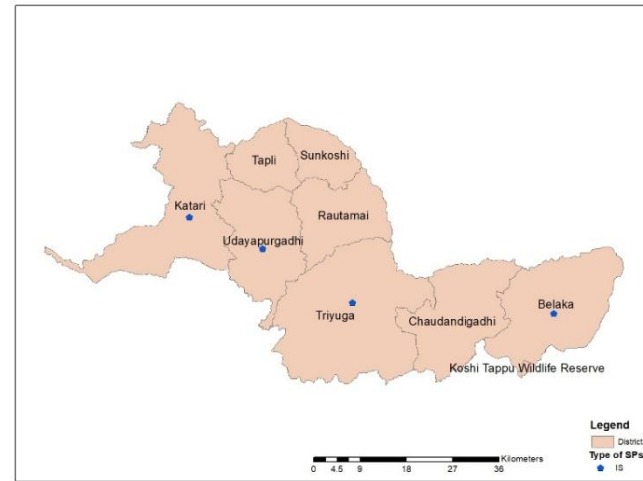 Sunkoshi
Tapli
Katari
Rautamai
Udayapurgadhi
Belaka
Triyuga
Chaudandigadhi
Koshi Tappu Wildlife Reserve
Legend
District
Type of SPs
IS
Kilometers
0 4.5 9 18 27 36